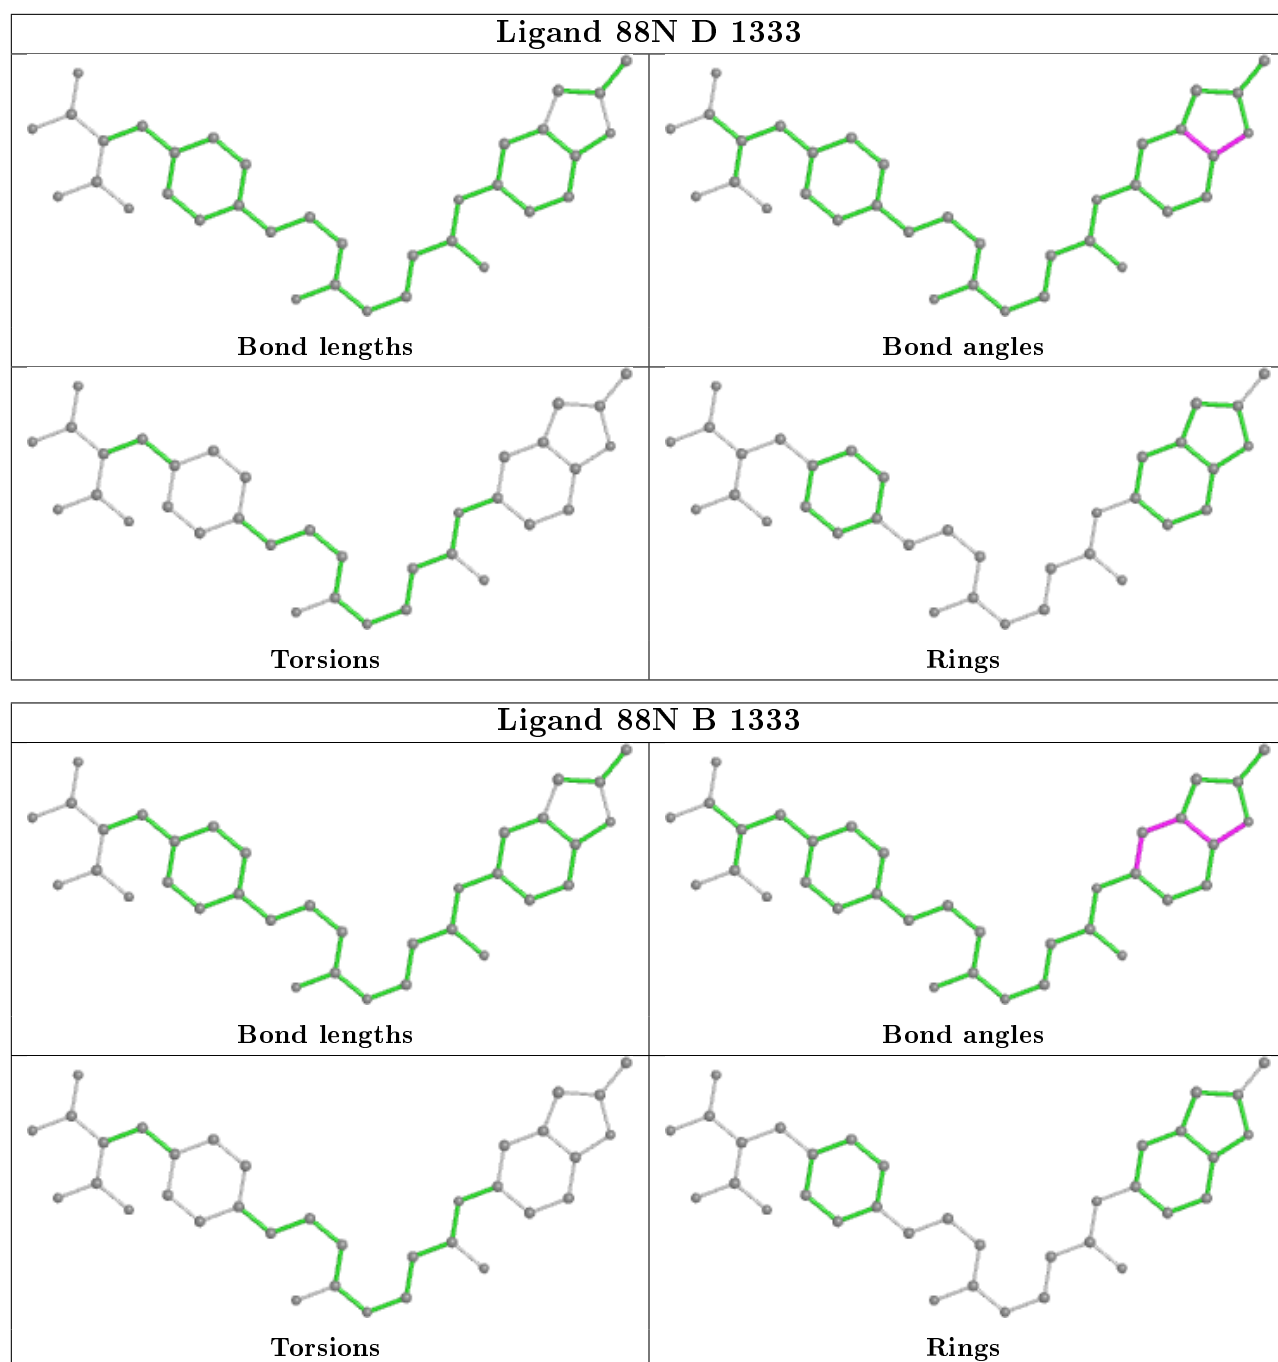 Ligand 88N D 1333
Bond lengths
Bond angles
Torsions
Rings
Ligand 88N B 1333
Bond lengths
Bond angles
Torsions
Rings